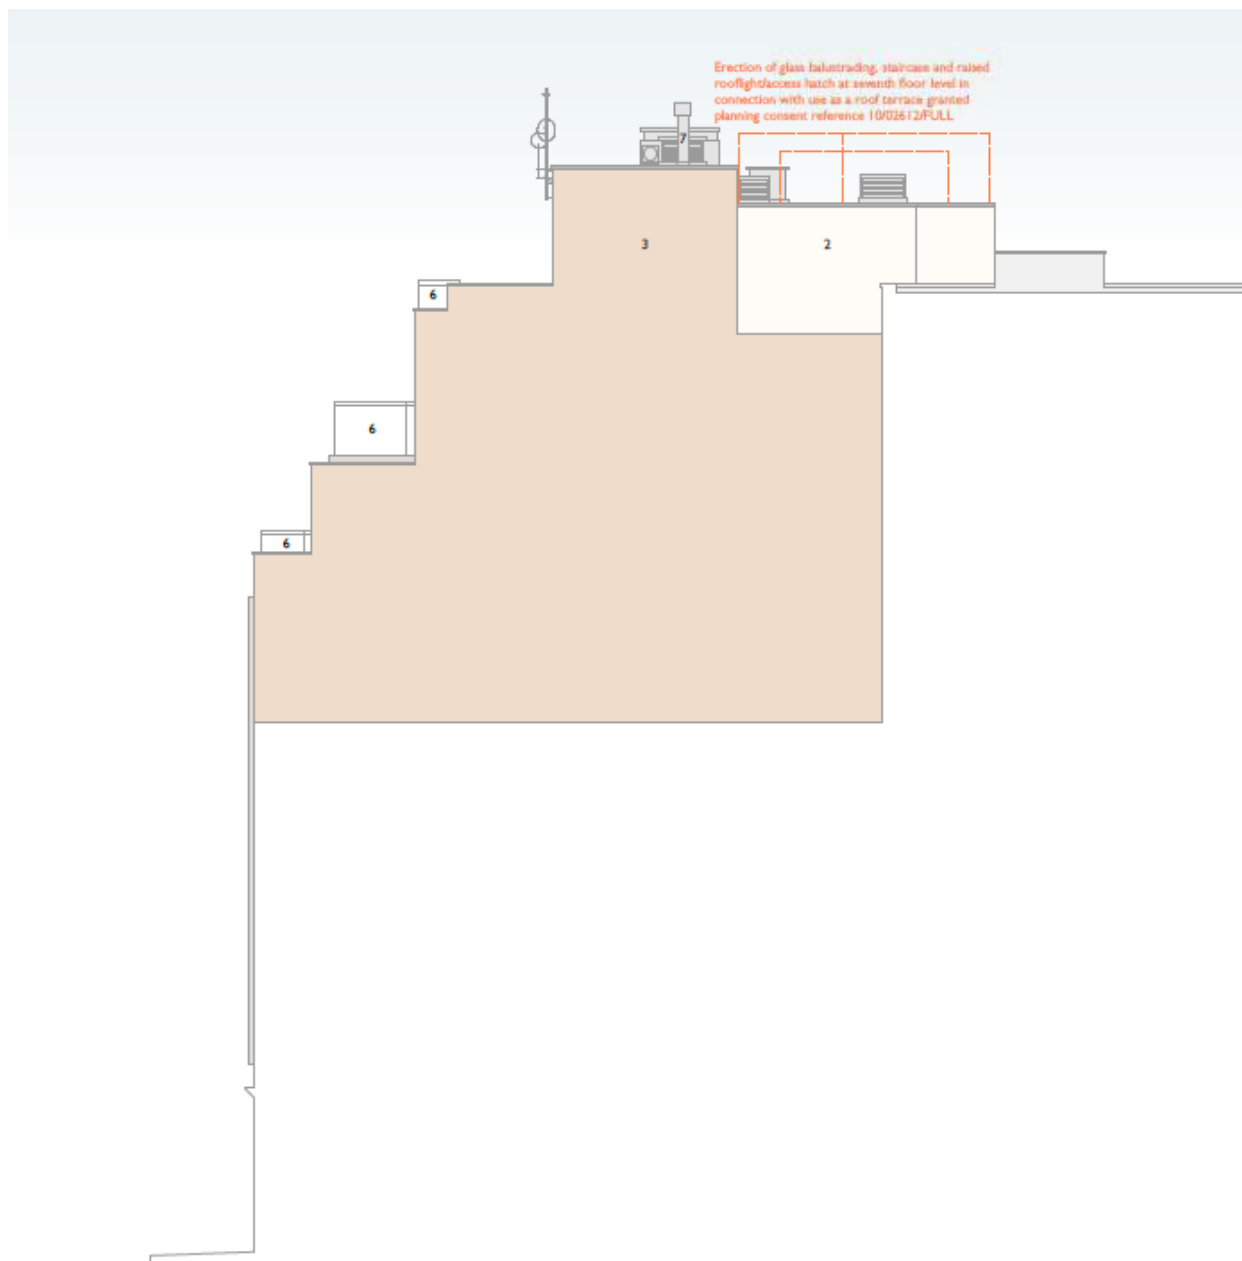 Erection of glass balustrading, staircase and raised
rooflight/access hatch at seventh floor level in
connection with use as a roof terrace granted
planning consent reference 10/02612/FULL
7
3
2
6
6
6